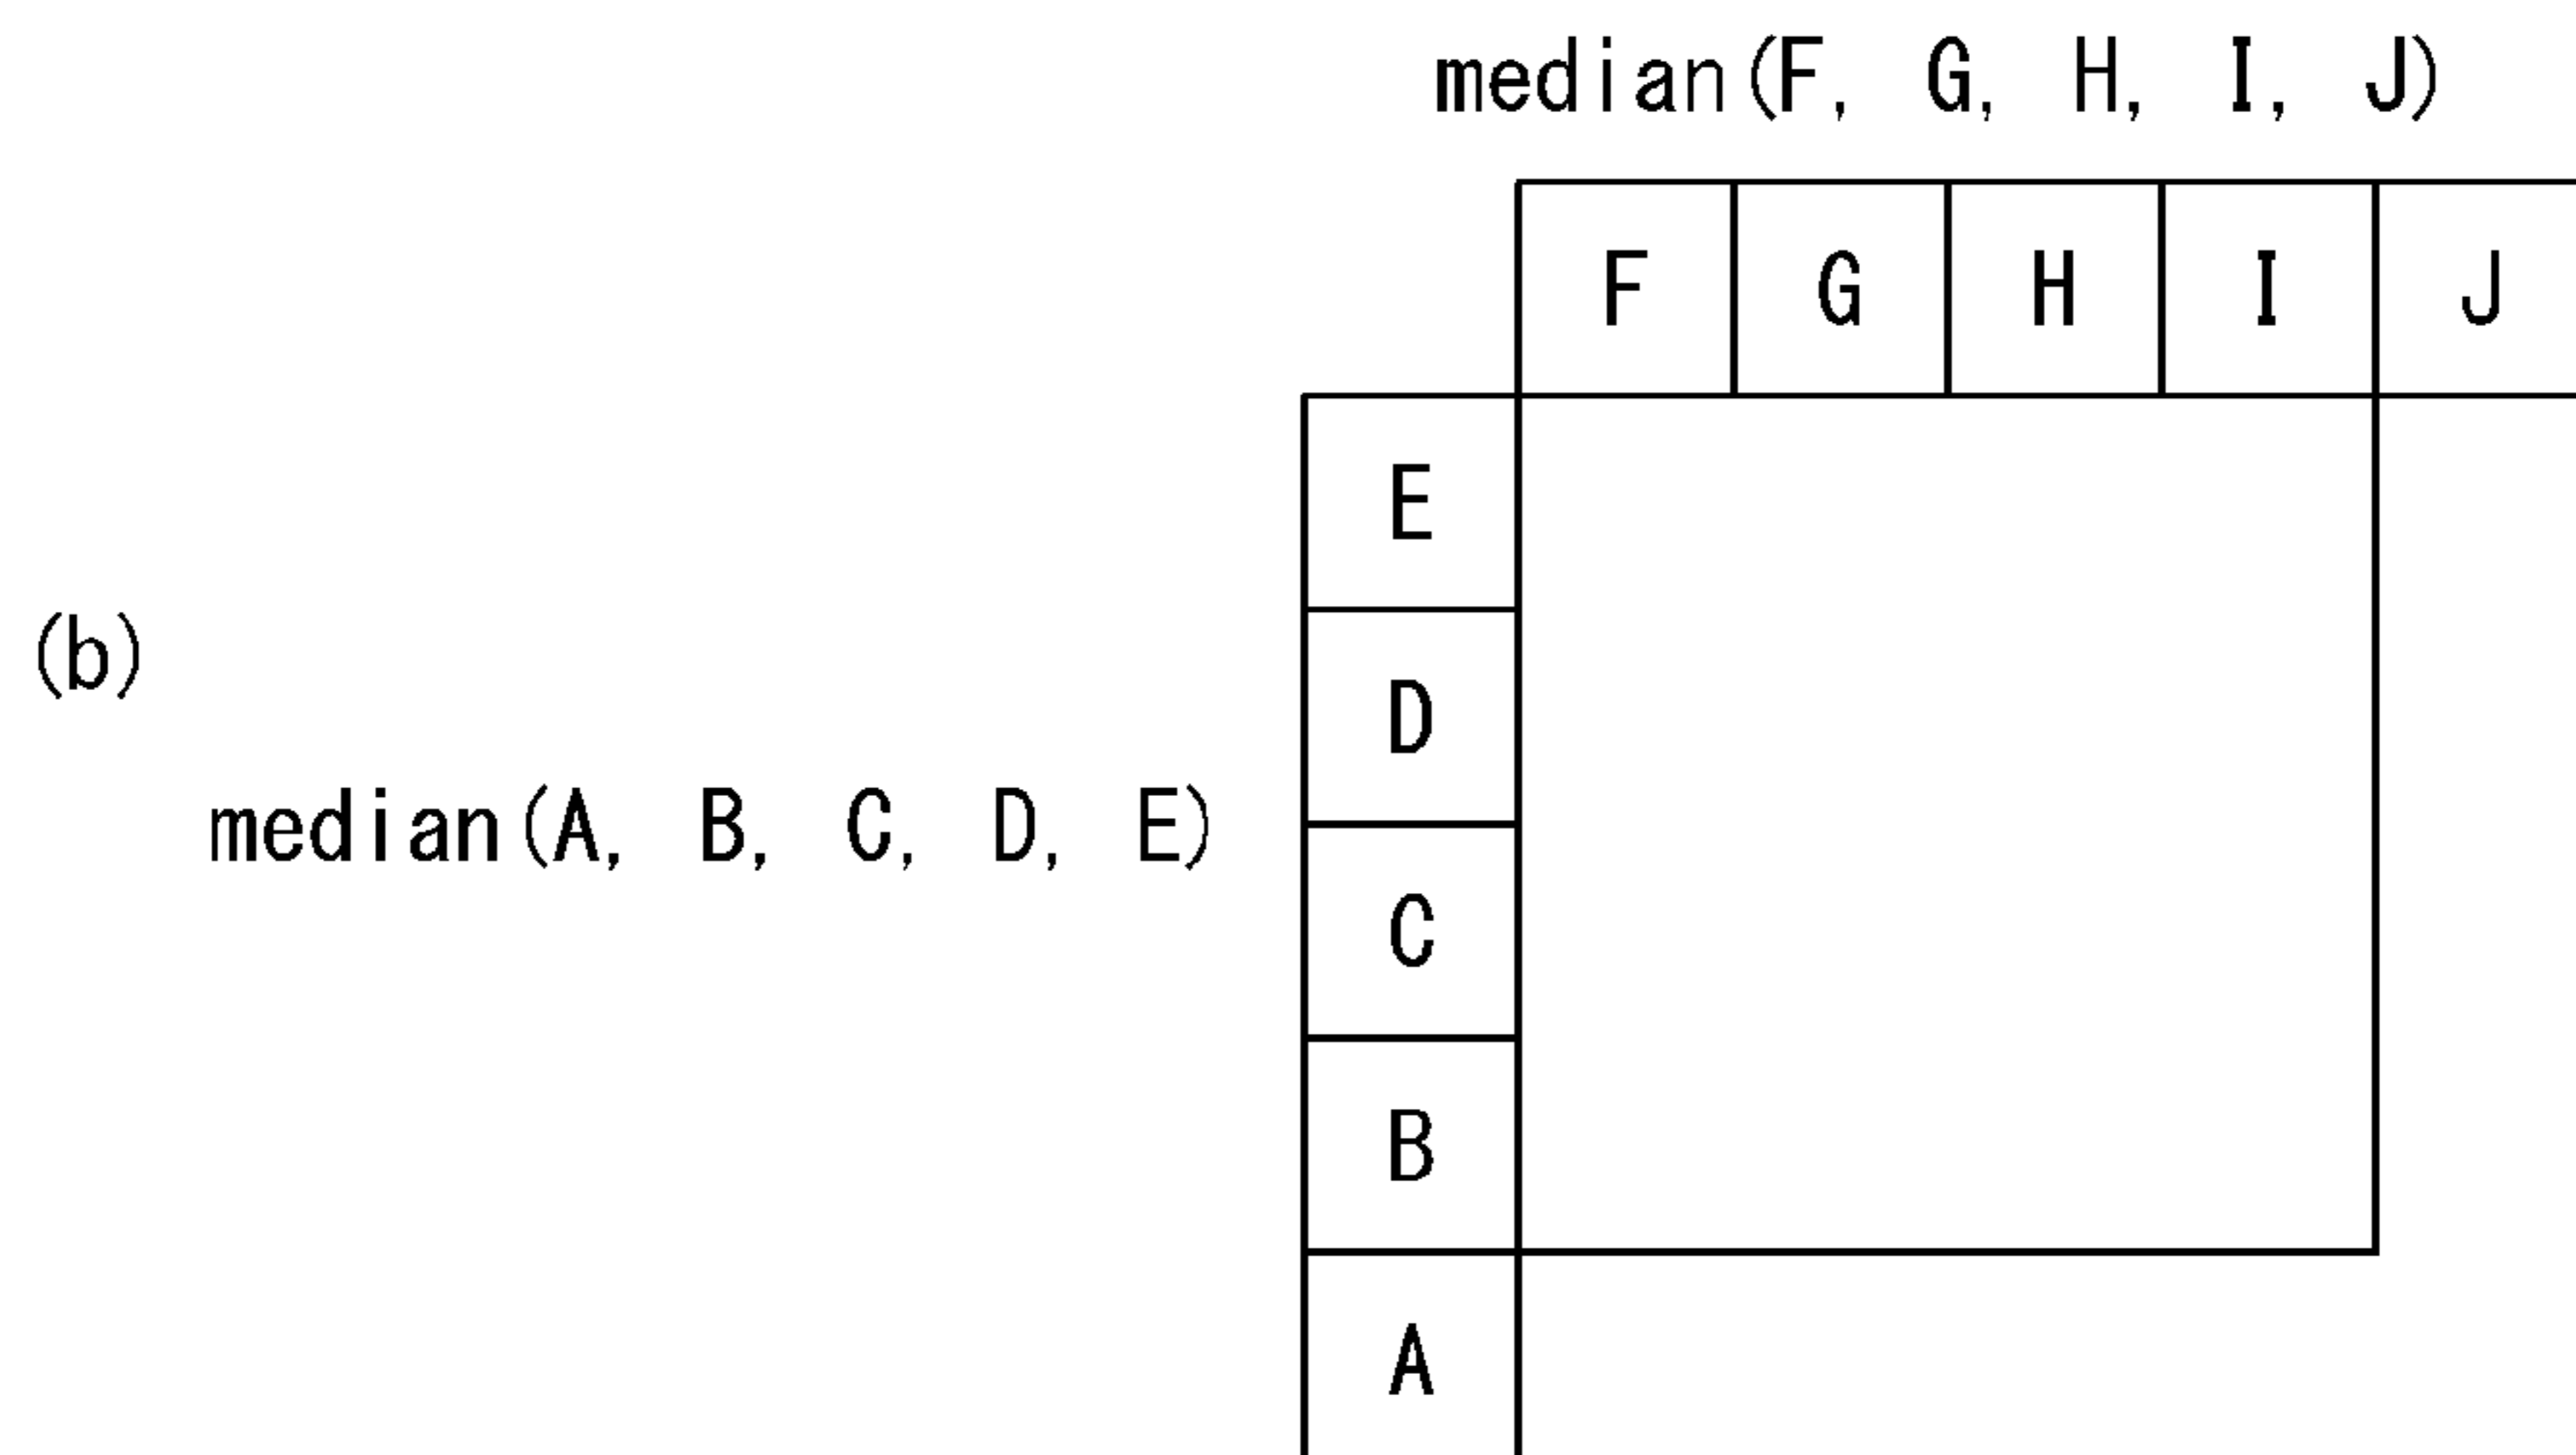 median(F, G, H, I, J)
F G H I J
E
(b)
D
median(A, B, C, D, E)
C
B
A